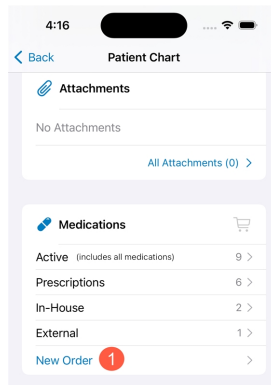 4:16
Back Patient Chart
Attachments
No Attachments
All Attachments (0) >
Medications
Active (includes all medications) 9 >
Prescriptions 6 >
In-House 2 >
External 1 >
New Order 1 >